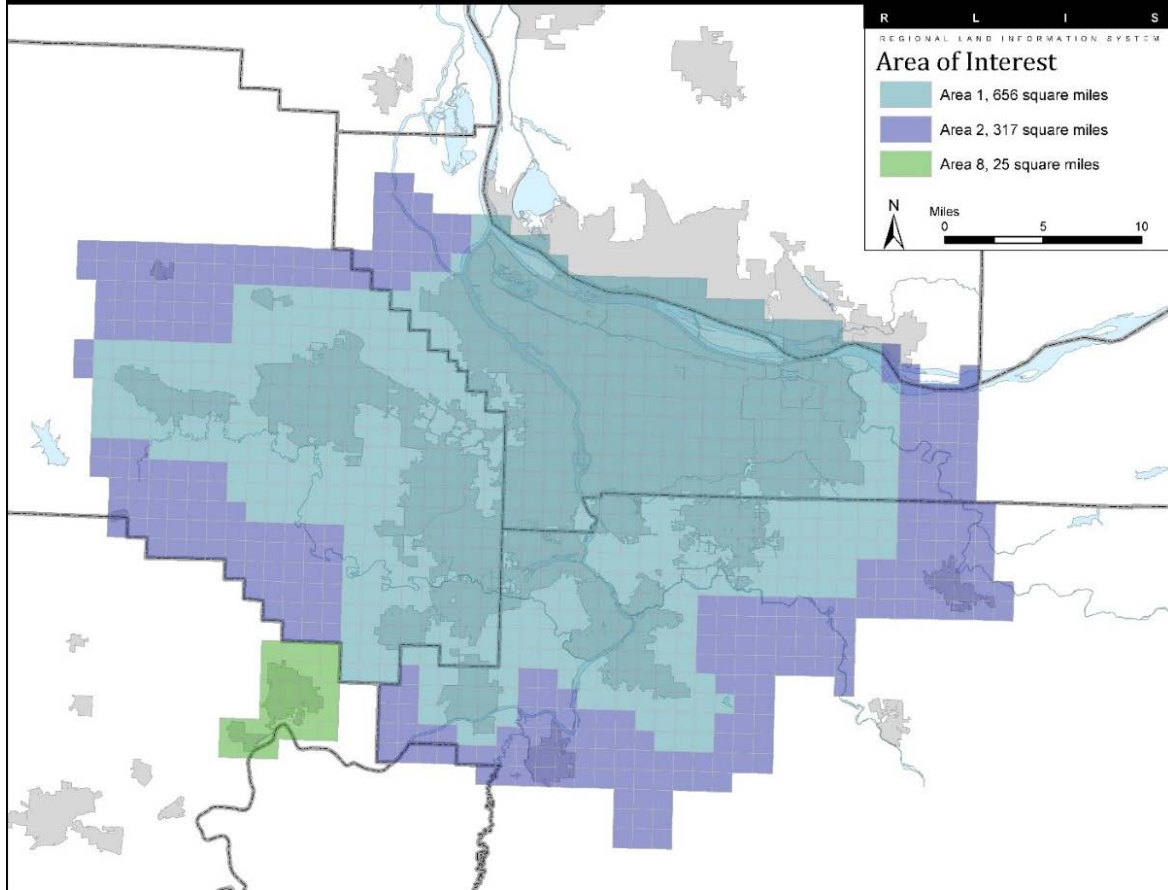 R L I S
REGIONAL LAND INFORMATION SYSTEM
Area of Interest
Area 1, 656 square miles
Area 2, 317 square miles
Area 8, 25 square miles
N
Miles
0 5 10